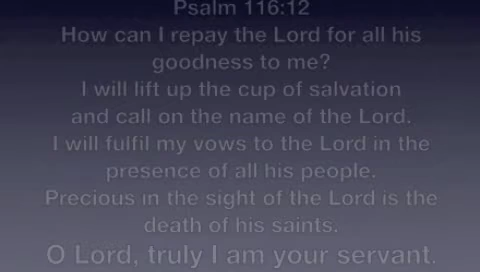 Psalm 116:12
How can I repay the Lord for all his
goodness to me?
I will lift up the cup of salvation
and call on the name of the Lord.
I will fulfil my vows to the Lord in the
presence of all his people.
Precious in the sight of the Lord is the
death of his saints.
O Lord, truly I am your servant.